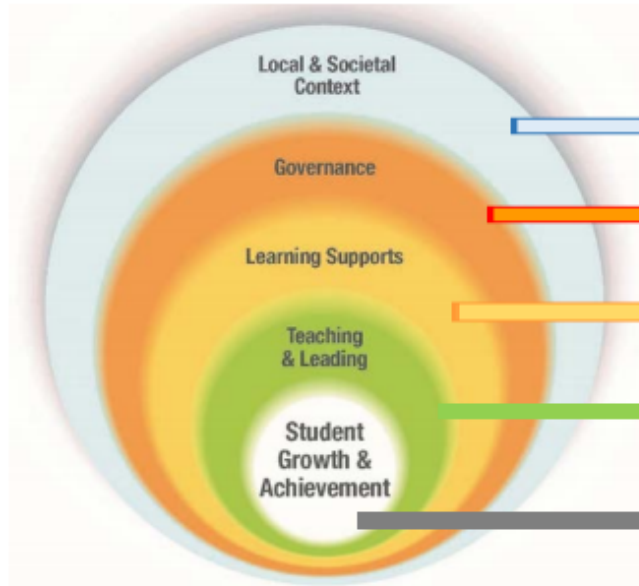 Local & Societal
Context
Governance
Learning Supports
Teaching
& Leading
Student
Growth &
Achievement